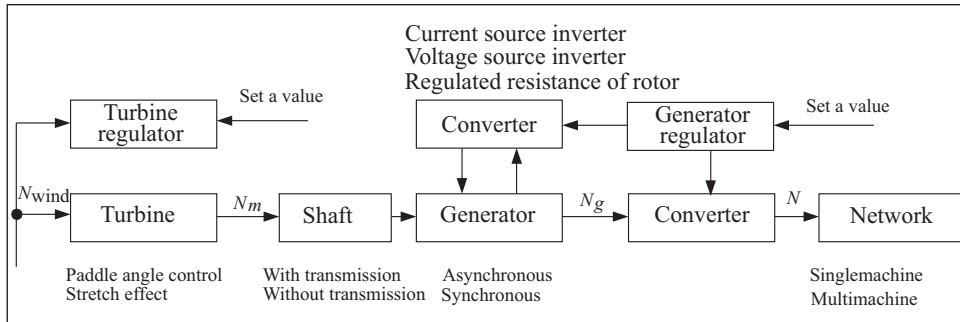 Current source inverter
Voltage source inverter
Regulated resistance of rotor
Set a value
Turbine
regulator
Converter
Generator
regulator
Set a value
Nwind
Turbine
Nm
Shaft
Generator
Ng
Converter
N
Network
Paddle angle control
Stretch effect
With transmission
Without transmission
Asynchronous
Synchronous
Singlemachine
Multimachine